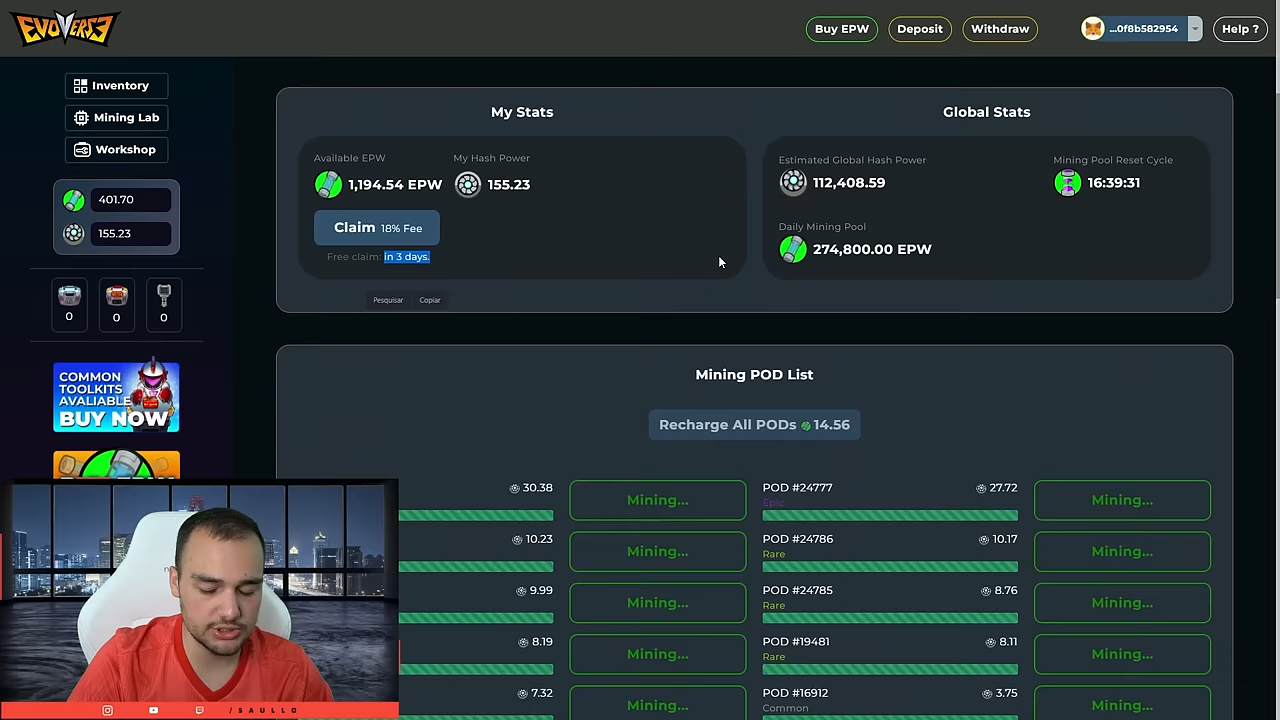 EVOVERS3
Buy EPW
Deposit
Withdraw
...0f8b582954
Help ?
Inventory
Mining Lab
Workshop
401.70
155.23
0
0
0
COMMON
TOOLKITS
AVALIABLE
BUY NOW
My Stats
Available EPW
My Hash Power
1,194.54 EPW
155.23
Claim 18% Fee
Free claim: in 3 days.
Pesquisar
Copiar
Global Stats
Estimated Global Hash Power
Mining Pool Reset Cycle
112,408.59
16:39:31
Daily Mining Pool
274,800.00 EPW
Mining POD List
Recharge All PODs 14.56
30.38
Mining...
POD #24777
27.72
Epic
Mining...
10.23
Mining...
POD #24786
10.17
Rare
Mining...
9.99
Mining...
POD #24785
8.76
Rare
Mining...
8.19
Mining...
POD #19481
8.11
Rare
Mining...
7.32
Mining...
POD #16912
3.75
Common
Mining...
/SAULLO